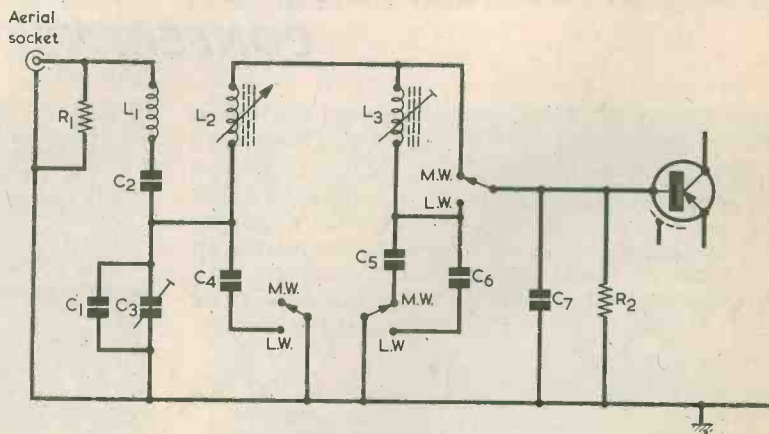 Aerial
socket
R1
L1
L2
L3
C2
M.W.
L.W.
C1
C3
C4
M.W.
L.W.
C5
M.W.
L.W
C6
C7
R2